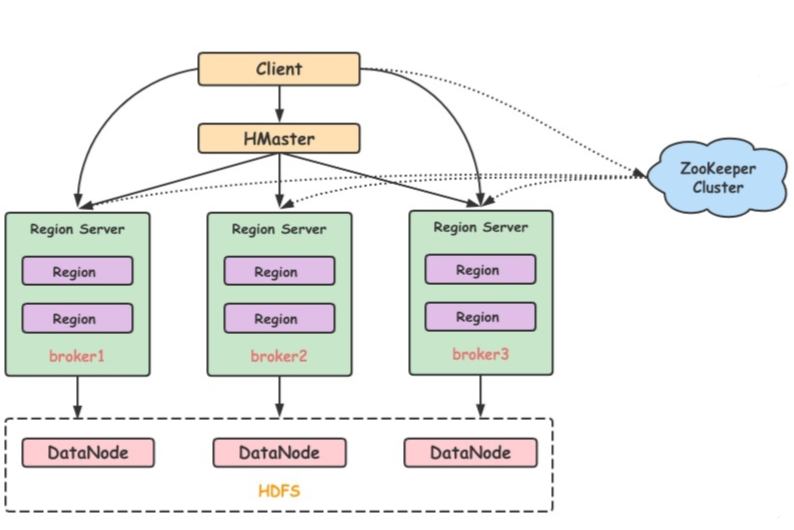 Client
HMaster
ZooKeeper
Cluster
Region Server
Region
Region
broker1
Region Server
Region
Region
broker2
Region Server
Region
Region
broker3
DataNode
DataNode
DataNode
HDFS